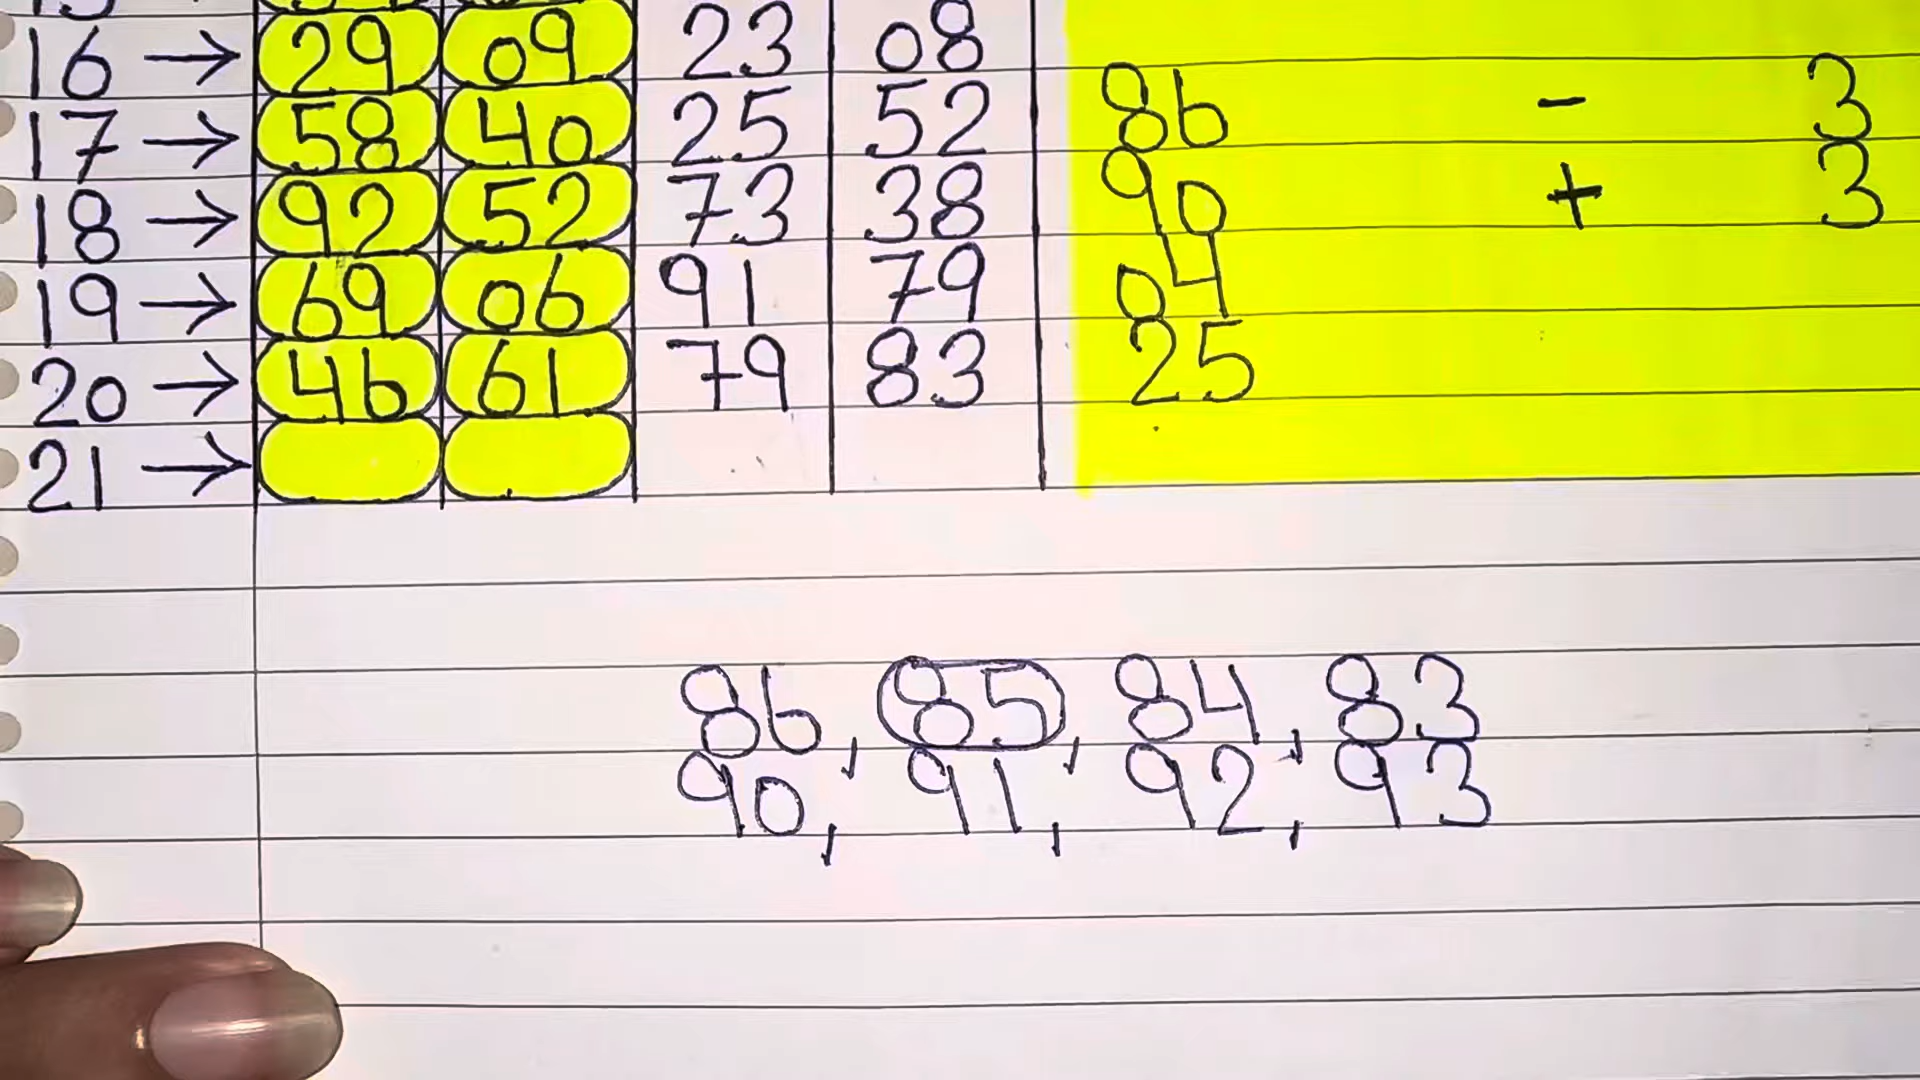 16 → 29 09 23 08
17 → 58 40 25 52 86 - 3
18 → 92 52 73 38 90 + 3
19 → 69 06 91 79 04
20 → 46 61 79 83 25
21 →
86, 85, 84, 83
90, 91, 92, 93